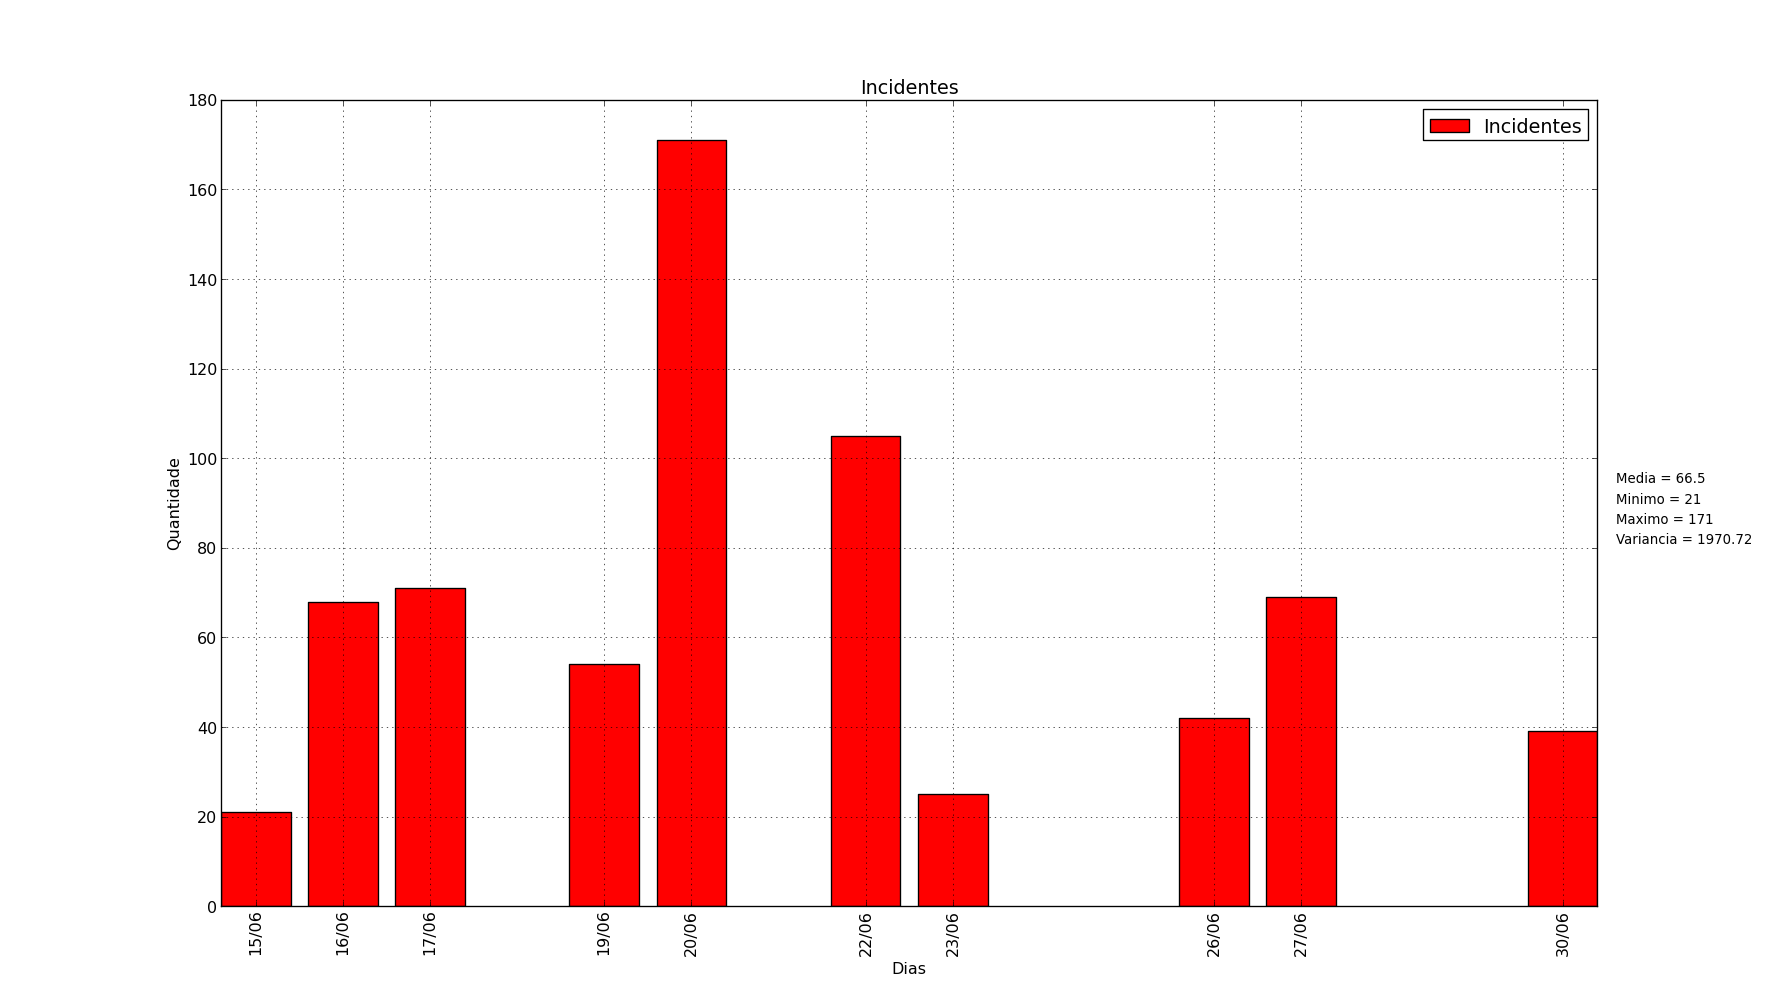 Incidentes
Incidentes
180
160
140
120
100
80
60
40
20
0
Quantidade
15/06
16/06
17/06
19/06
20/06
22/06
23/06
26/06
27/06
30/06
Dias
Media = 66.5
Minimo = 21
Maximo = 171
Variancia = 1970.72